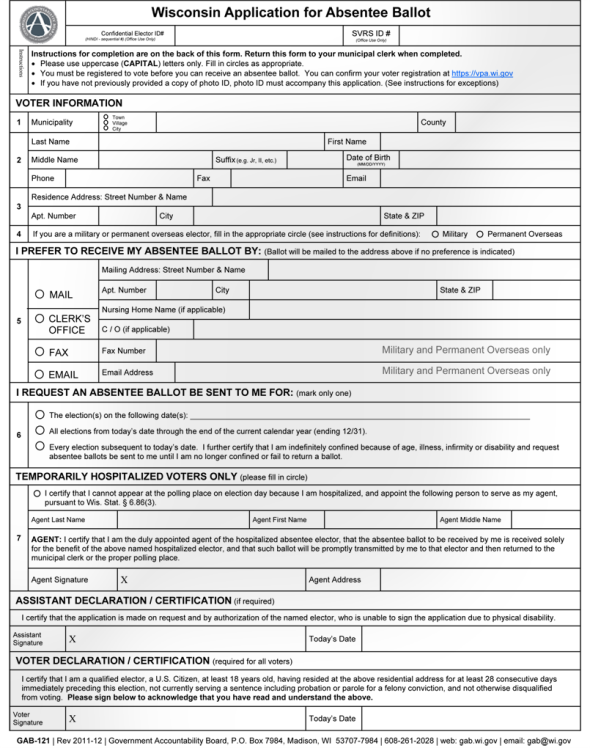 Wisconsin Application for Absentee Ballot
Confidential Elector ID#
(HINDI - sequential #) (Office Use Only)
SVRS ID #
(Office Use Only)
Instructions
Instructions for completion are on the back of this form. Return this form to your municipal clerk when completed.
• Please use uppercase (CAPITAL) letters only. Fill in circles as appropriate.
• You must be registered to vote before you can receive an absentee ballot. You can confirm your voter registration at https://vpa.wi.gov
• If you have not previously provided a copy of photo ID, photo ID must accompany this application. (See instructions for exceptions)
VOTER INFORMATION
1 Municipality
Town
Village
City
County
2
Last Name First Name
Middle Name Suffix (e.g. Jr, II, etc.) Date of Birth
(MM/DD/YYYY)
Phone Fax Email
3
Residence Address: Street Number & Name
Apt. Number City State & ZIP
4 If you are a military or permanent overseas elector, fill in the appropriate circle (see instructions for definitions): Military Permanent Overseas
I PREFER TO RECEIVE MY ABSENTEE BALLOT BY: (Ballot will be mailed to the address above if no preference is indicated)
5
MAIL
CLERK'S
OFFICE
Mailing Address: Street Number & Name
Apt. Number City State & ZIP
Nursing Home Name (if applicable)
C / O (if applicable)
FAX Fax Number Military and Permanent Overseas only
EMAIL Email Address Military and Permanent Overseas only
I REQUEST AN ABSENTEE BALLOT BE SENT TO ME FOR: (mark only one)
6
The election(s) on the following date(s):
All elections from today's date through the end of the current calendar year (ending 12/31).
Every election subsequent to today's date. I further certify that I am indefinitely confined because of age, illness, infirmity or disability and request
absentee ballots be sent to me until I am no longer confined or fail to return a ballot.
TEMPORARILY HOSPITALIZED VOTERS ONLY (please fill in circle)
7
I certify that I cannot appear at the polling place on election day because I am hospitalized, and appoint the following person to serve as my agent,
pursuant to Wis. Stat. § 6.86(3).
Agent Last Name Agent First Name Agent Middle Name
AGENT: I certify that I am the duly appointed agent of the hospitalized absentee elector, that the absentee ballot to be received by me is received solely
for the benefit of the above named hospitalized elector, and that such ballot will be promptly transmitted by me to that elector and then returned to the
municipal clerk or the proper polling place.
Agent Signature X Agent Address
ASSISTANT DECLARATION / CERTIFICATION (if required)
I certify that the application is made on request and by authorization of the named elector, who is unable to sign the application due to physical disability.
Assistant
Signature X Today's Date
VOTER DECLARATION / CERTIFICATION (required for all voters)
I certify that I am a qualified elector, a U.S. Citizen, at least 18 years old, having resided at the above residential address for at least 28 consecutive days
immediately preceding this election, not currently serving a sentence including probation or parole for a felony conviction, and not otherwise disqualified
from voting. Please sign below to acknowledge that you have read and understand the above.
Voter
Signature X Today's Date
GAB-121 | Rev 2011-12 | Government Accountability Board, P.O. Box 7984, Madison, WI 53707-7984 | 608-261-2028 | web: gab.wi.gov | email: gab@wi.gov